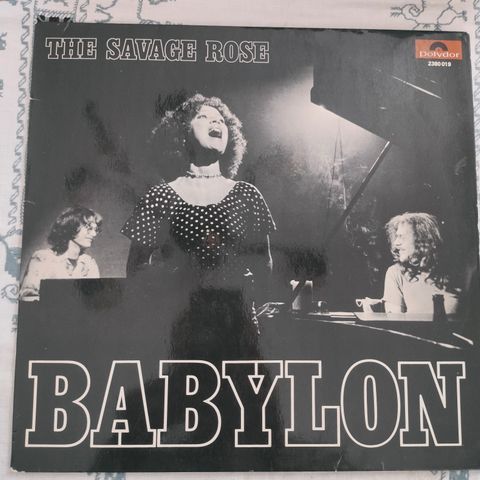 THE SAVAGE ROSE
Polydor
2380 019
BABYLON